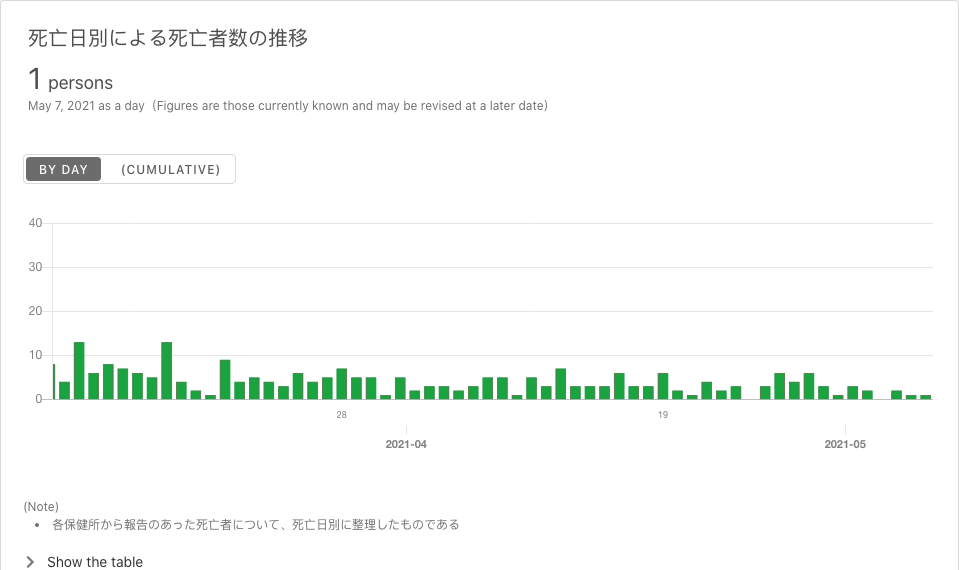 死亡日別による死亡者数の推移
1 persons
May 7, 2021 as a day（Figures are those currently known and may be revised at a later date）
BY DAY (CUMULATIVE)
40
30
20
10
0
28 19
2021-04 2021-05
(Note)
• 各保健所から報告のあった死亡者について、死亡日別に整理したものである
Show the table